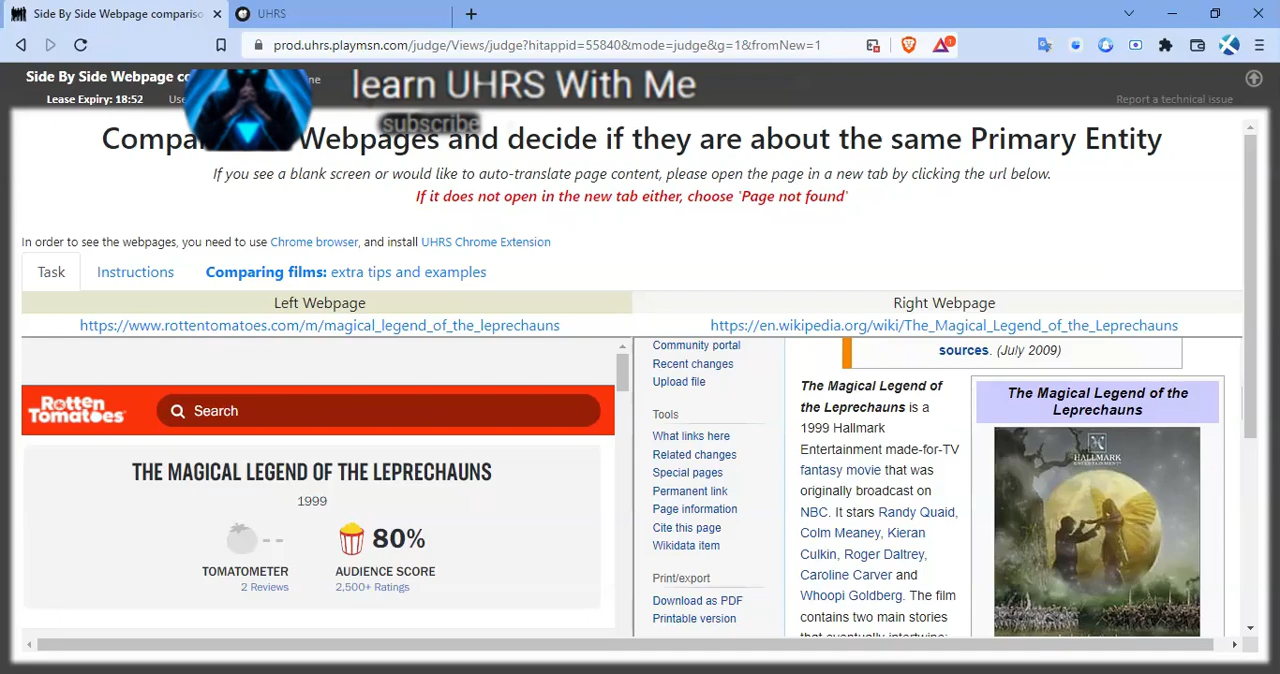 Side By Side Webpage compariso
UHRS
prod.uhrs.playmsn.com/judge/Views/judge?hitappid=55840&mode=judge&g=1&fromNew=1
1
Side By Side Webpage co
ne
Lease Expiry: 18:52
Use
learn UHRS With Me
subscribe
Report a technical issue
Compa Webpages and decide if they are about the same Primary Entity
If you see a blank screen or would like to auto-translate page content, please open the page in a new tab by clicking the url below.
If it does not open in the new tab either, choose 'Page not found'
In order to see the webpages, you need to use Chrome browser, and install UHRS Chrome Extension
Task
Instructions
Comparing films: extra tips and examples
Left Webpage
Right Webpage
https://www.rottentomatoes.com/m/magical_legend_of_the_leprechauns
https://en.wikipedia.org/wiki/The_Magical_Legend_of_the_Leprechauns
Rotten
Tomatoes
Search
THE MAGICAL LEGEND OF THE LEPRECHAUNS
1999
- -
80%
TOMATOMETER
AUDIENCE SCORE
2 Reviews
2,500+ Ratings
Community portal
Recent changes
Upload file
Tools
What links here
Related changes
Special pages
Permanent link
Page information
Cite this page
Wikidata item
Print/export
Download as PDF
Printable version
sources. (July 2009)
The Magical Legend of
the Leprechauns is a
1999 Hallmark
Entertainment made-for-TV
fantasy movie that was
originally broadcast on
NBC. It stars Randy Quaid,
Colm Meaney, Kieran
Culkin, Roger Daltrey,
Caroline Carver and
Whoopi Goldberg. The film
contains two main stories
that eventually intertwine:
The Magical Legend of the
Leprechauns
HALLMARK
ENTERTAINMENT